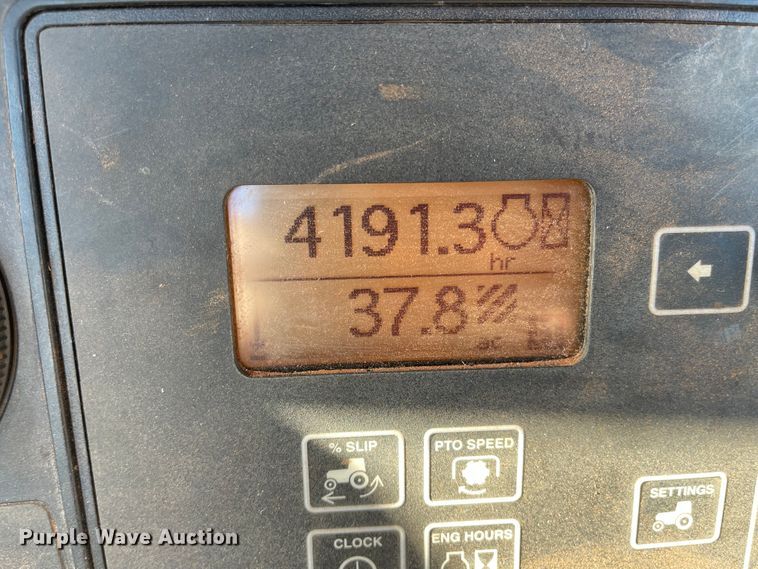 4191.3
hr
37.8
ac
% SLIP
PTO SPEED
SETTINGS
CLOCK
ENG HOURS
Purple Wave Auction